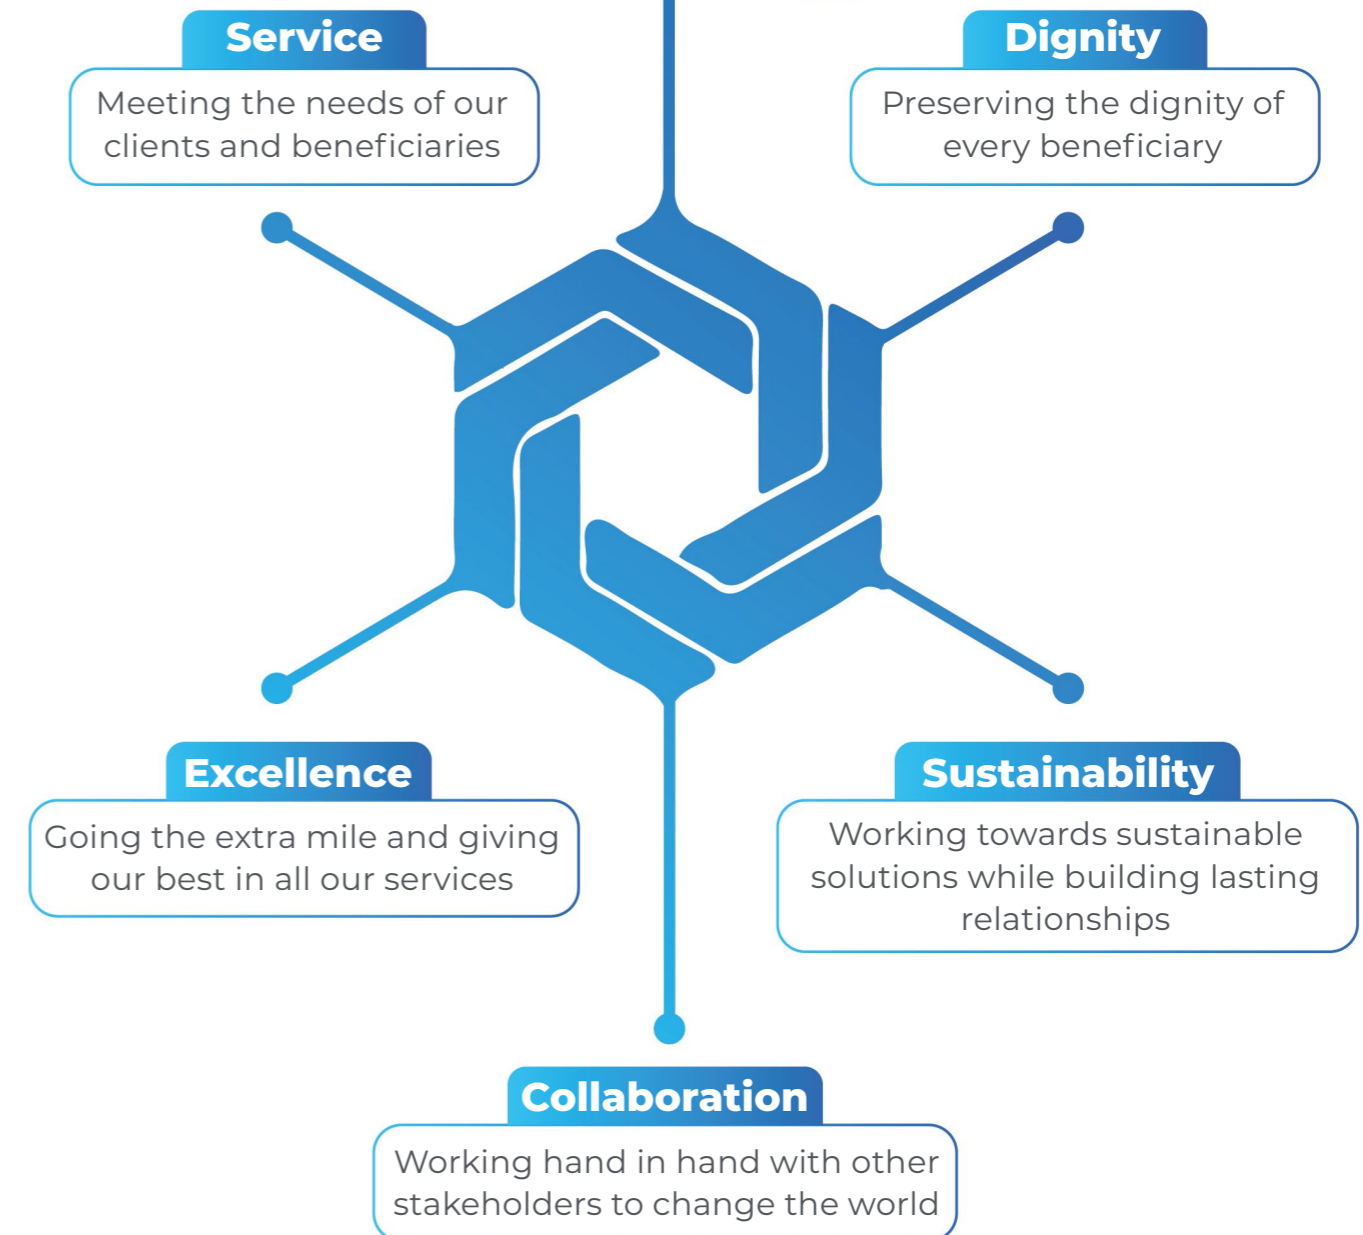 Service
Meeting the needs of our
clients and beneficiaries
Dignity
Preserving the dignity of
every beneficiary
Excellence
Going the extra mile and giving
our best in all our services
Sustainability
Working towards sustainable
solutions while building lasting
relationships
Collaboration
Working hand in hand with other
stakeholders to change the world